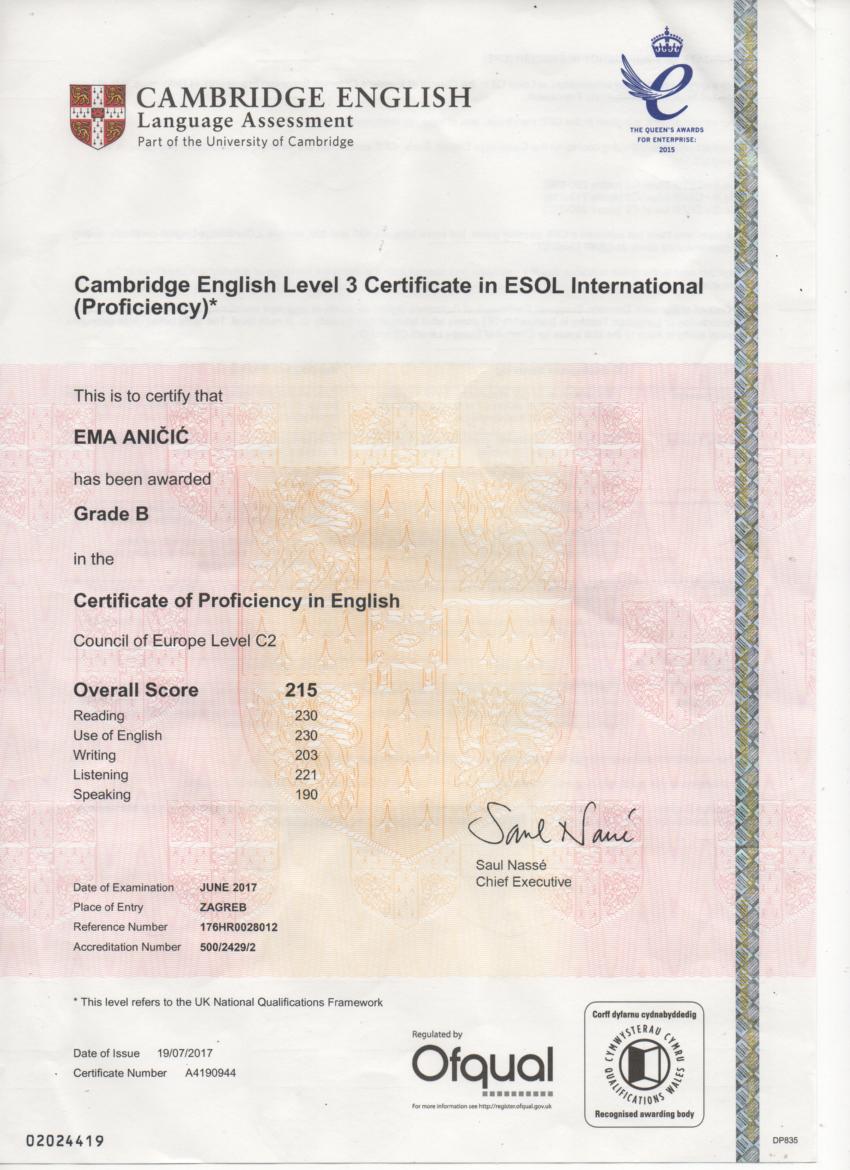 CAMBRIDGE ENGLISH
Language Assessment
Part of the University of Cambridge
THE QUEEN'S AWARDS
FOR ENTERPRISE:
2015
Cambridge English Level 3 Certificate in ESOL International
(Proficiency)*
This is to certify that
EMA ANIČIĆ
has been awarded
Grade B
in the
Certificate of Proficiency in English
Council of Europe Level C2
Overall Score 215
Reading 230
Use of English 230
Writing 203
Listening 221
Speaking 190
Saul Nassé
Saul Nassé
Chief Executive
Date of Examination JUNE 2017
Place of Entry ZAGREB
Reference Number 176HR0028012
Accreditation Number 500/2429/2
* This level refers to the UK National Qualifications Framework
Date of Issue 19/07/2017
Certificate Number A4190944
Regulated by
Ofqual
For more information see http://register.ofqual.gov.uk
Corff dyfarnu cydnabyddedig
CYMWYSTERAU CYMRU
QUALIFICATIONS WALES
Recognised awarding body
02024419
DP835